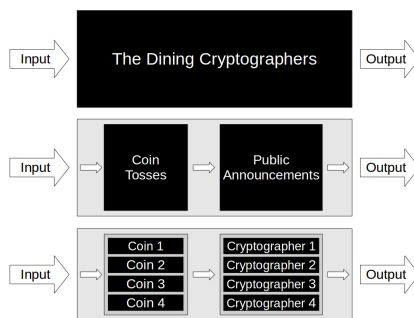 Input
The Dining Cryptographers
Output
Input
Coin
Tosses
Public
Announcements
Output
Input
Coin 1
Coin 2
Coin 3
Coin 4
Cryptographer 1
Cryptographer 2
Cryptographer 3
Cryptographer 4
Output